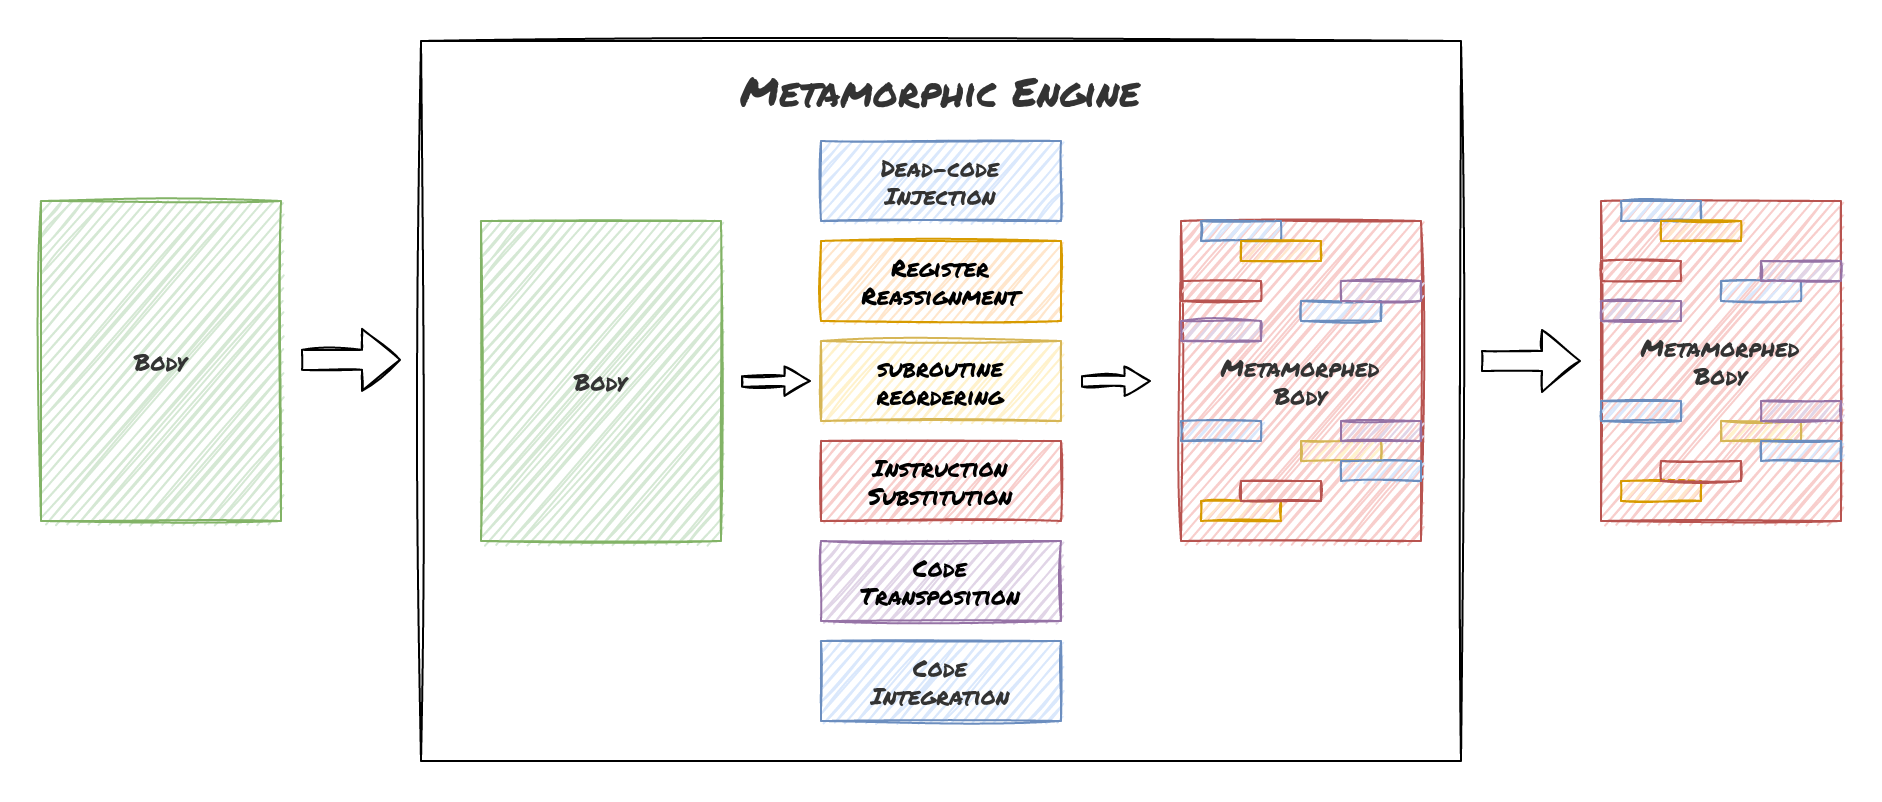 Metamorphic Engine
Body
Body
Dead-code
Injection
Register
Reassignment
subroutine
reordering
Instruction
Substitution
Code
Transposition
Code
Integration
Metamorphed
Body
Metamorphed
Body